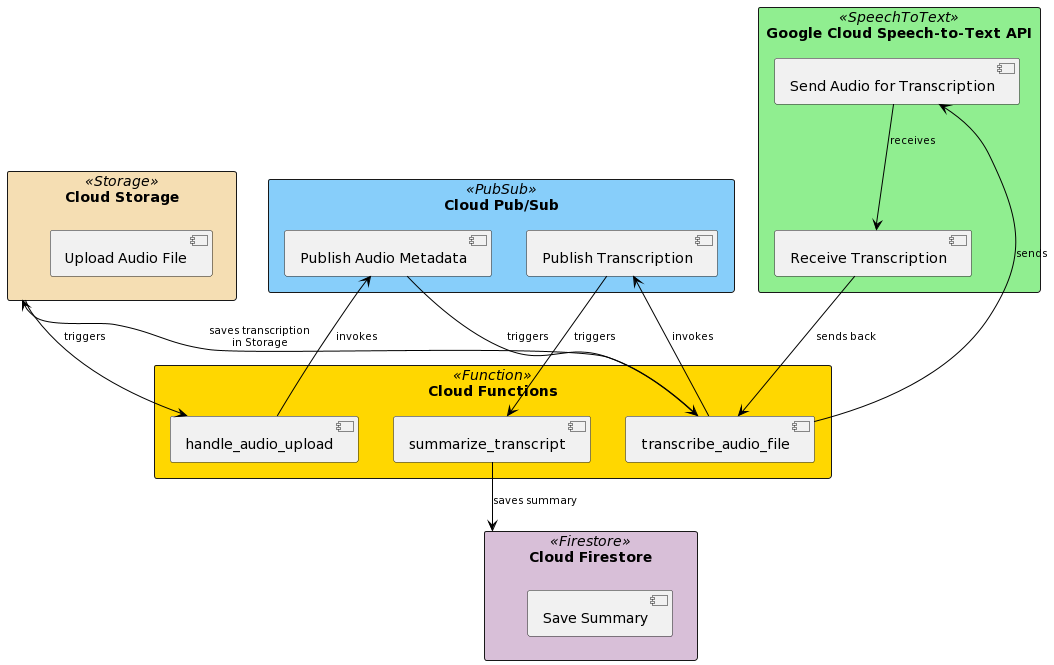 «SpeechToText»
Google Cloud Speech-to-Text API
Send Audio for Transcription
receives
«Storage»
Cloud Storage
«PubSub»
Cloud Pub/Sub
Upload Audio File
Publish Audio Metadata
Publish Transcription
Receive Transcription
sends
triggers
saves transcription
in Storage
invokes
triggers
triggers
invokes
sends back
«Function»
Cloud Functions
handle_audio_upload
summarize_transcript
transcribe_audio_file
saves summary
«Firestore»
Cloud Firestore
Save Summary